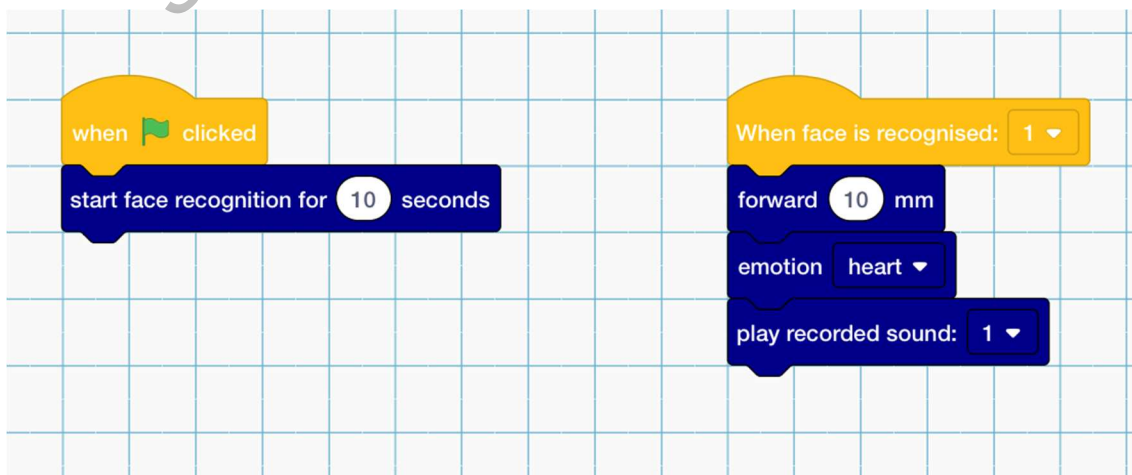 when clicked
start face recognition for 10 seconds
When face is recognised: 1
forward 10 mm
emotion heart
play recorded sound: 1